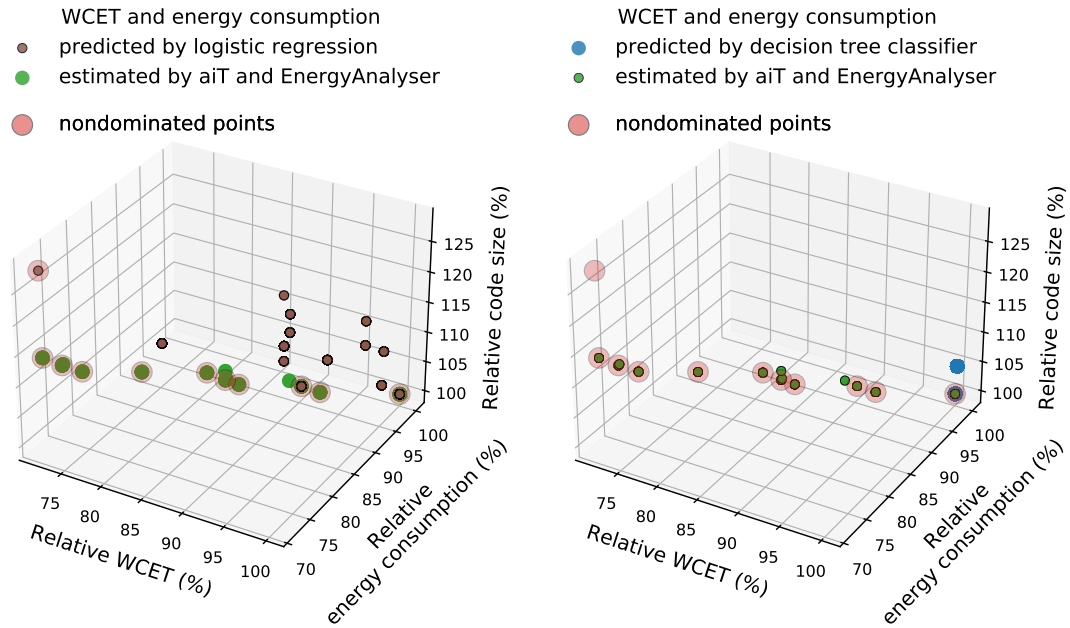 WCET and energy consumption
predicted by logistic regression
estimated by aiT and EnergyAnalyser
nondominated points
125
120
115
110
105
100
Relative code size (%)
100
95
90
85
80
75
70
Relative
energy consumption (%)
75
80
85
90
95
100
Relative WCET (%)
WCET and energy consumption
predicted by decision tree classifier
estimated by aiT and EnergyAnalyser
nondominated points
125
120
115
110
105
100
Relative code size (%)
100
95
90
85
80
75
70
Relative
energy consumption (%)
75
80
85
90
95
100
Relative WCET (%)